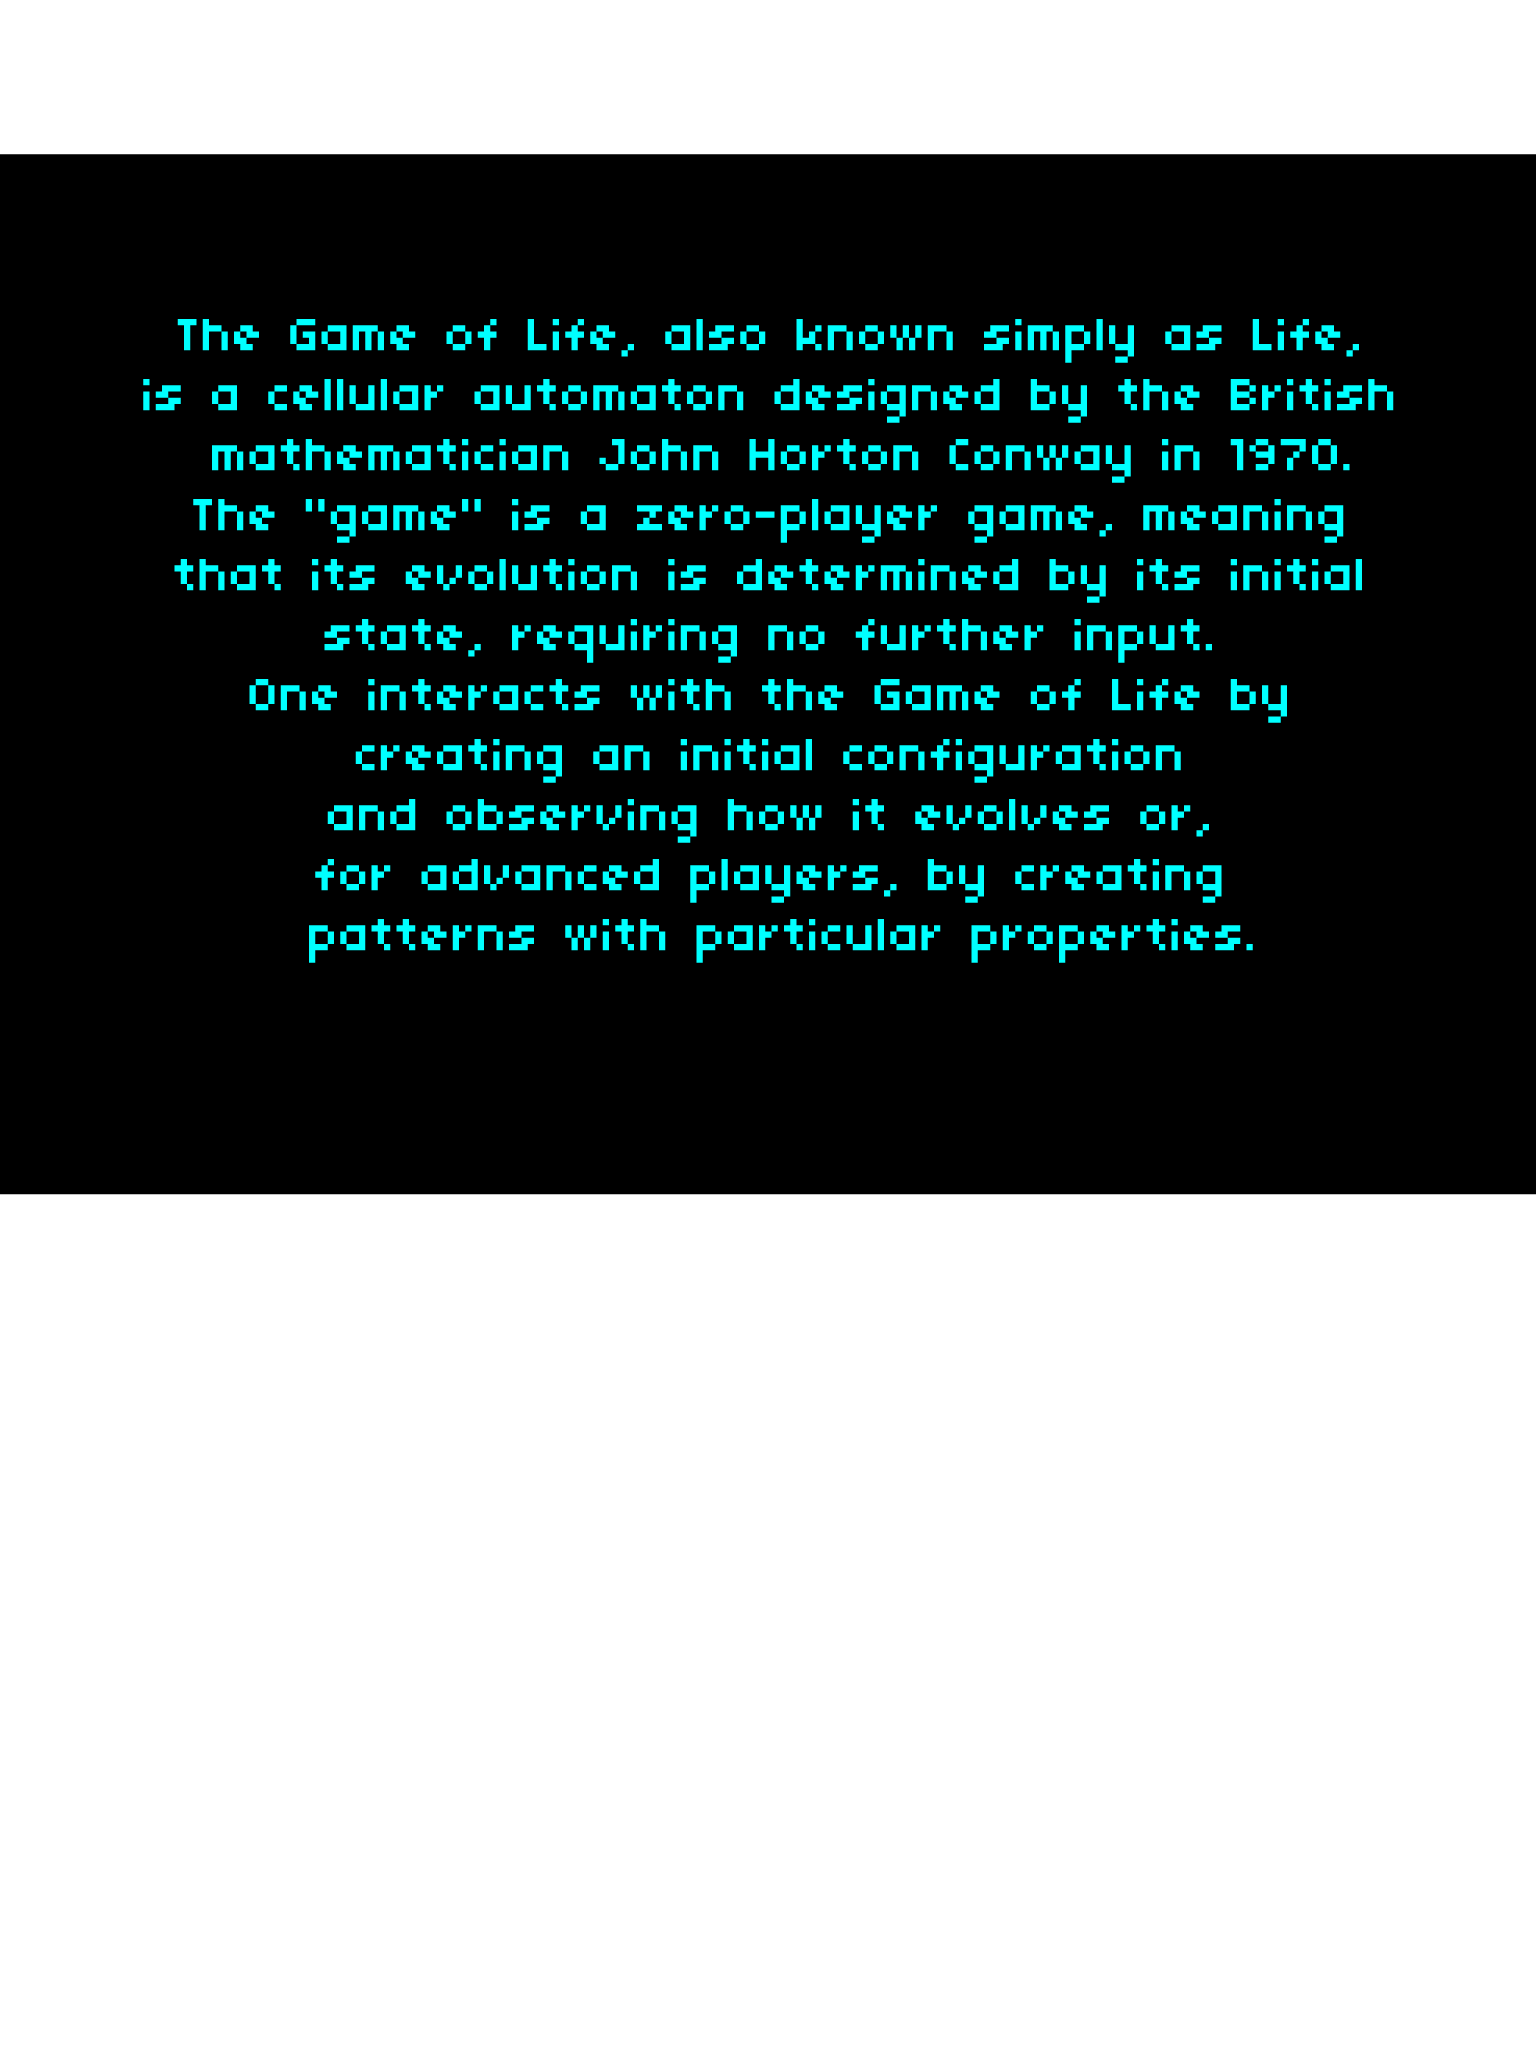 The Game of Life, also known simply as Life,
is a cellular automaton designed by the British
mathematician John Horton Conway in 1970.
The "game" is a zero-player game, meaning
that its evolution is determined by its initial
state, requiring no further input.
One interacts with the Game of Life by
creating an initial configuration
and observing how it evolves or,
for advanced players, by creating
patterns with particular properties.